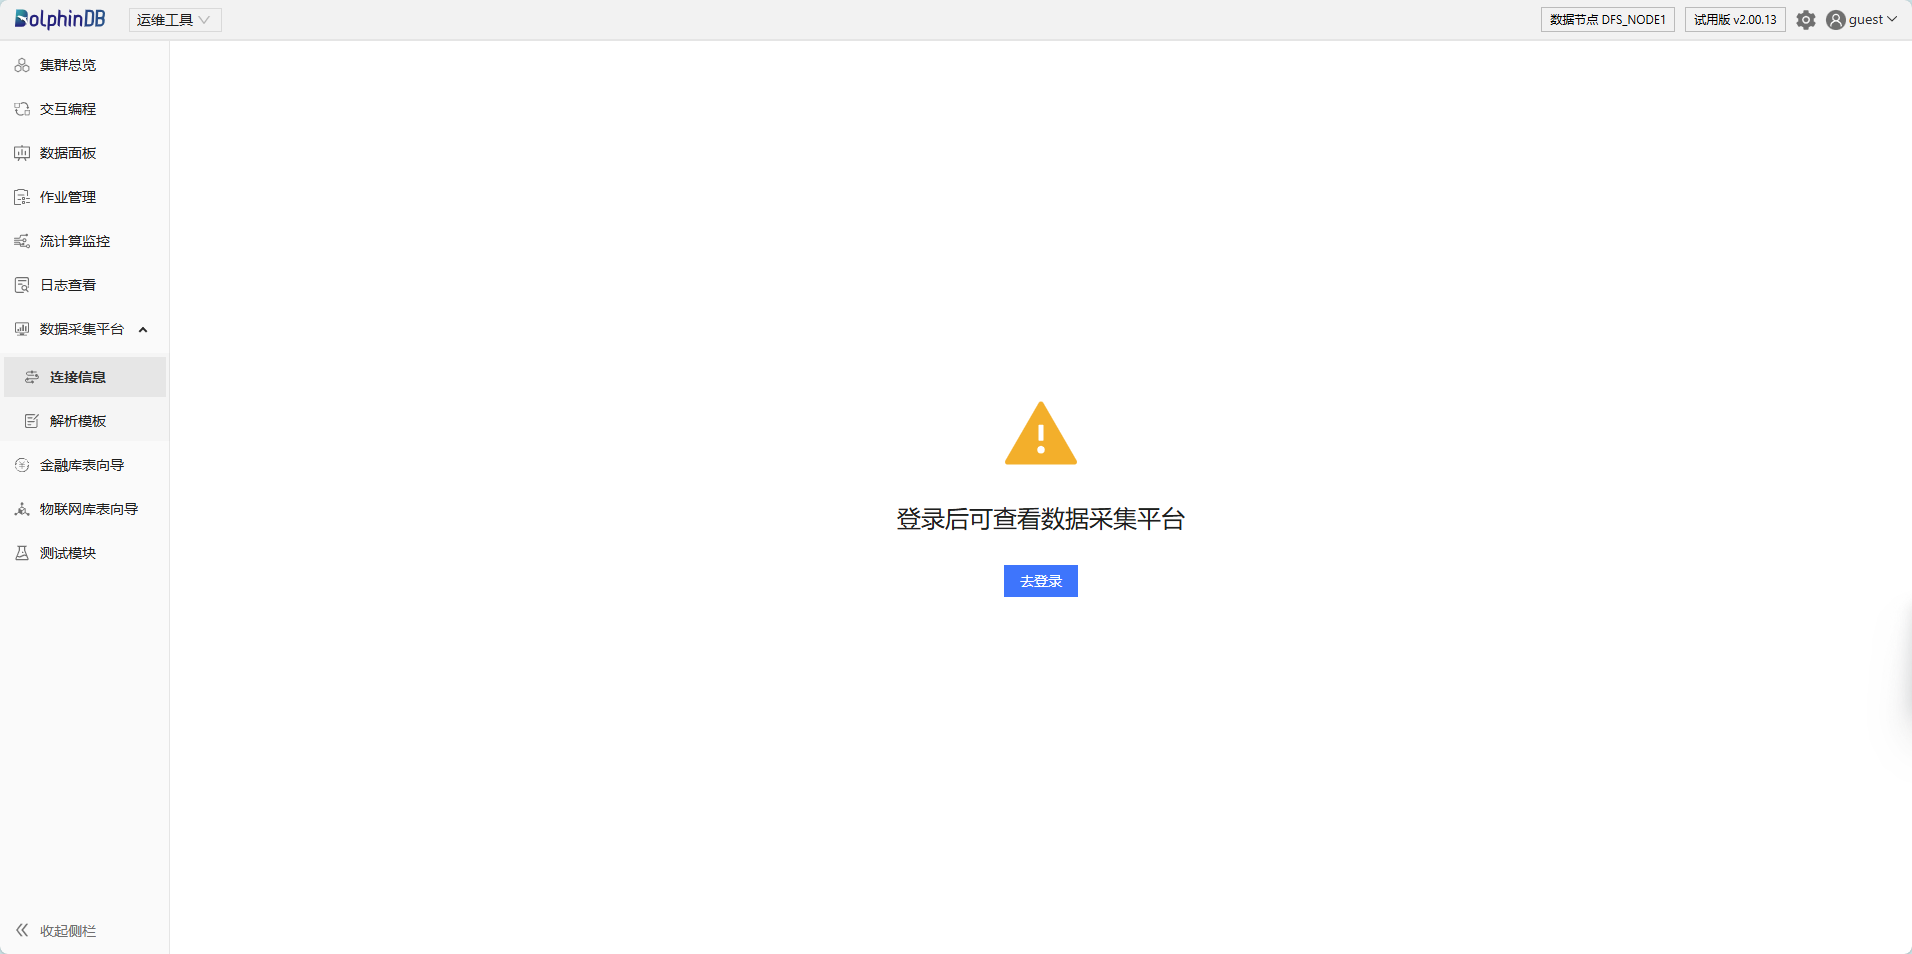 DolphinDB
运维工具
数据节点 DFS_NODE1
试用版 v2.00.13
guest
集群总览
交互编程
数据面板
作业管理
流计算监控
日志查看
数据采集平台
连接信息
解析模板
金融库表向导
物联网库表向导
测试模块
登录后可查看数据采集平台
去登录
收起侧栏